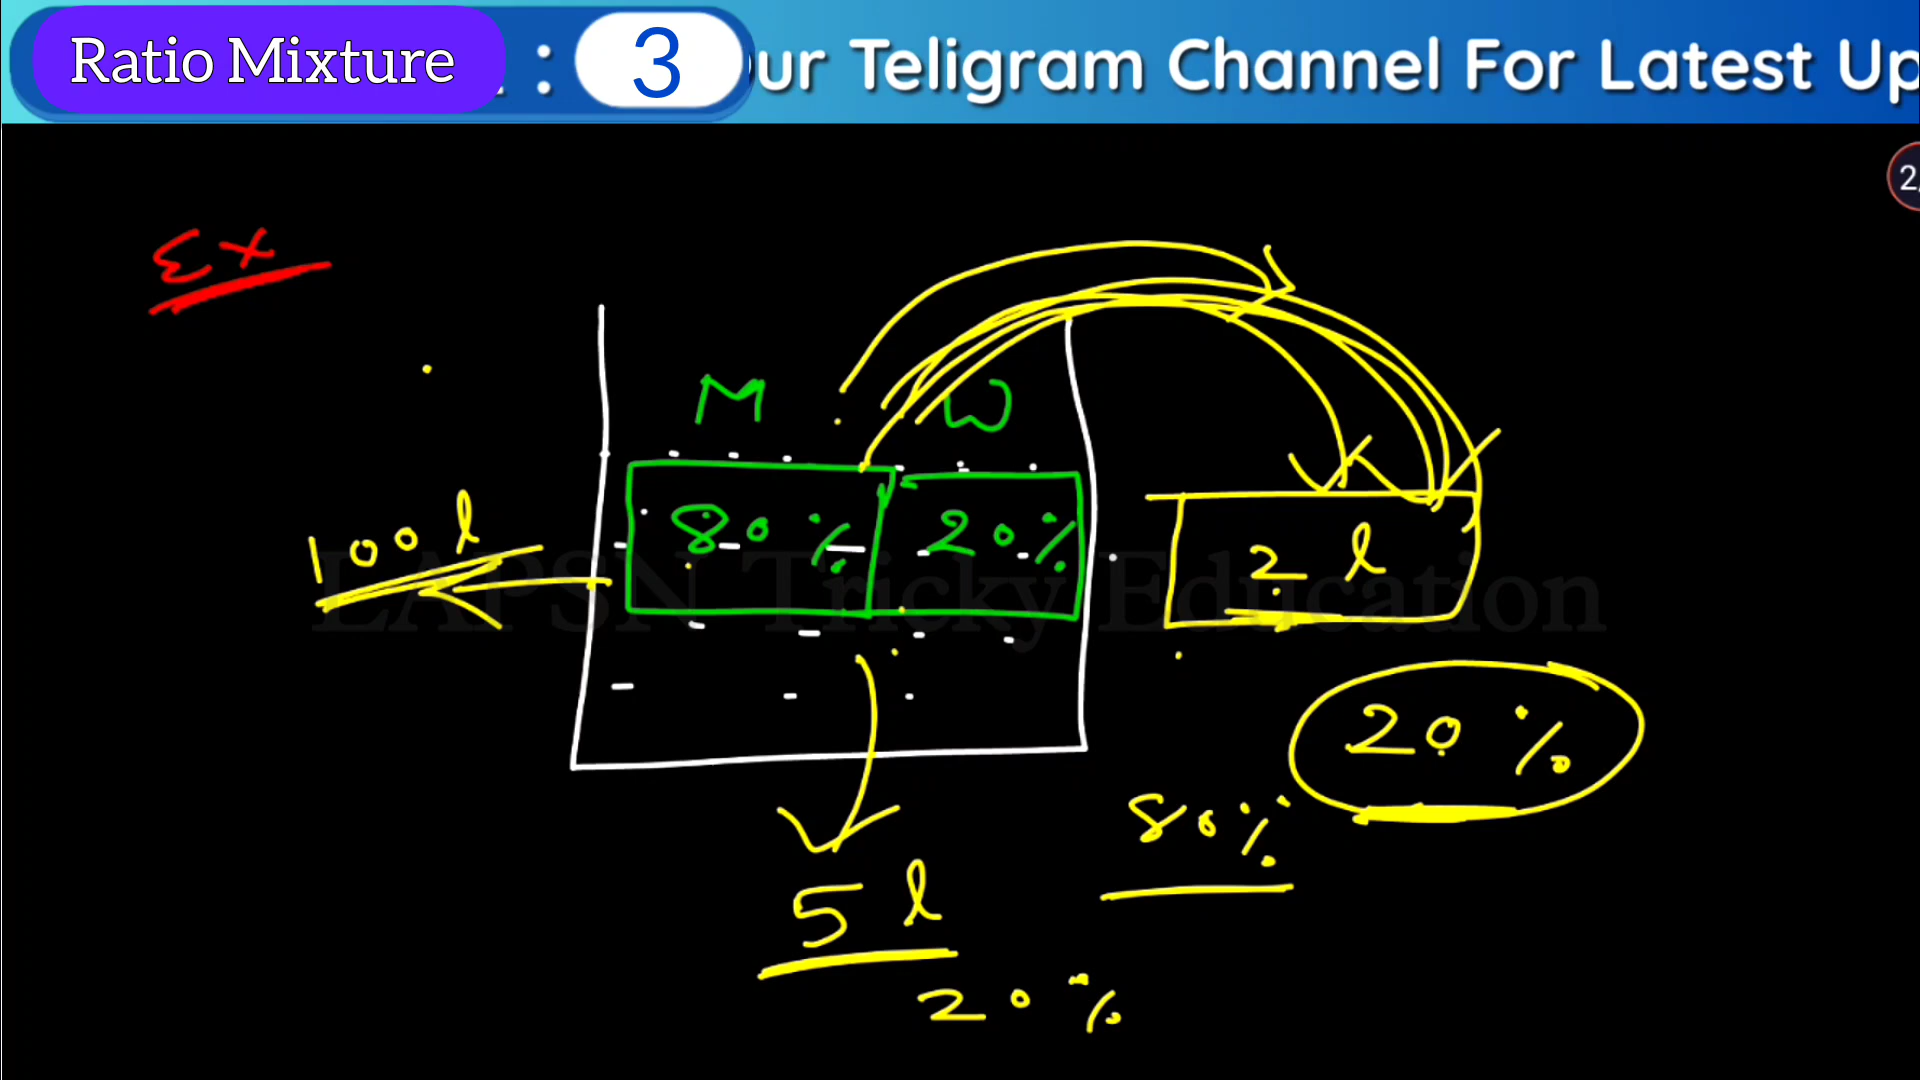 Ratio Mixture : 3 ur Teligram Channel For Latest Up
2
Ex
M W
100 l 80% 20% 2 l
LAPSN Tricky Education
20%
80%
5 l
20%